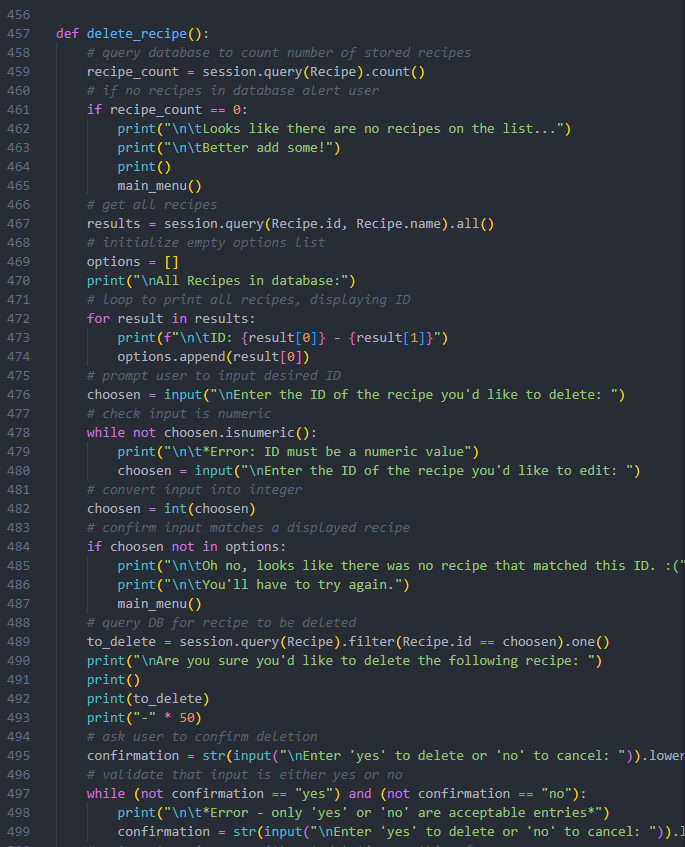 456
457 def delete_recipe():
458 # query database to count number of stored recipes
459 recipe_count = session.query(Recipe).count()
460 # if no recipes in database alert user
461 if recipe_count == 0:
462 print("\n\tLooks like there are no recipes on the list...")
463 print("\n\tBetter add some!")
464 print()
465 main_menu()
466 # get all recipes
467 results = session.query(Recipe.id, Recipe.name).all()
468 # initialize empty options list
469 options = []
470 print("\nAll Recipes in database:")
471 # loop to print all recipes, displaying ID
472 for result in results:
473 print(f"\n\tID: {result[0]} - {result[1]}")
474 options.append(result[0])
475 # prompt user to input desired ID
476 choosen = input("\nEnter the ID of the recipe you'd like to delete: ")
477 # check input is numeric
478 while not choosen.isnumeric():
479 print("\n\t*Error: ID must be a numeric value")
480 choosen = input("\nEnter the ID of the recipe you'd like to edit: ")
481 # convert input into integer
482 choosen = int(choosen)
483 # confirm input matches a displayed recipe
484 if choosen not in options:
485 print("\n\tOh no, looks like there was no recipe that matched this ID. :("
486 print("\n\tYou'll have to try again.")
487 main_menu()
488 # query DB for recipe to be deleted
489 to_delete = session.query(Recipe).filter(Recipe.id == choosen).one()
490 print("\nAre you sure you'd like to delete the following recipe: ")
491 print()
492 print(to_delete)
493 print("-" * 50)
494 # ask user to confirm deletion
495 confirmation = str(input("\nEnter 'yes' to delete or 'no' to cancel: ")).lower
496 # validate that input is either yes or no
497 while (not confirmation == "yes") and (not confirmation == "no"):
498 print("\n\t*Error - only 'yes' or 'no' are acceptable entries*")
499 confirmation = str(input("\nEnter 'yes' to delete or 'no' to cancel: ")).l